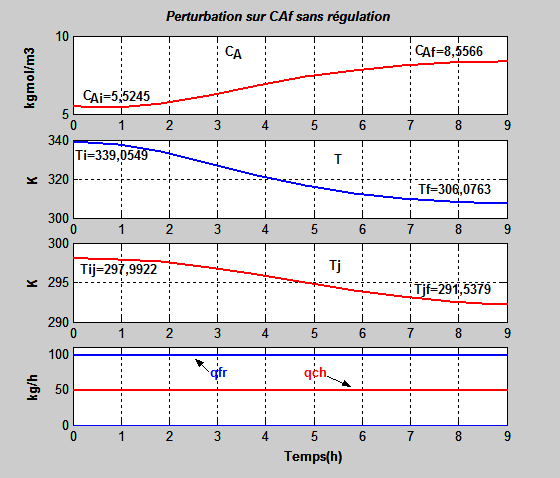 Perturbation sur CAf sans régulation
kgmol/m3
10
5
CA
CAf=8,5566
CAi=5,5245
0 1 2 3 4 5 6 7 8 9
K
340
320
300
Ti=339,0549
T
Tf=306,0763
0 1 2 3 4 5 6 7 8 9
K
300
295
290
Tij=297,9922
Tj
Tjf=291,5379
0 1 2 3 4 5 6 7 8 9
kg/h
100
50
0
qfr
qch
0 1 2 3 4 5 6 7 8 9
Temps(h)